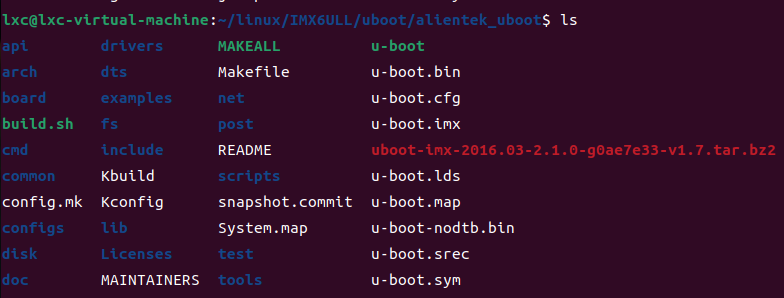 lxc@lxc-virtual-machine:~/linux/IMX6ULL/uboot/alientek_uboot$ ls
api drivers MAKEALL u-boot
arch dts Makefile u-boot.bin
board examples net u-boot.cfg
build.sh fs post u-boot.imx
cmd include README uboot-imx-2016.03-2.1.0-g0ae7e33-v1.7.tar.bz2
common Kbuild scripts u-boot.lds
config.mk Kconfig snapshot.commit u-boot.map
configs lib System.map u-boot-nodtb.bin
disk Licenses test u-boot.srec
doc MAINTAINERS tools u-boot.sym